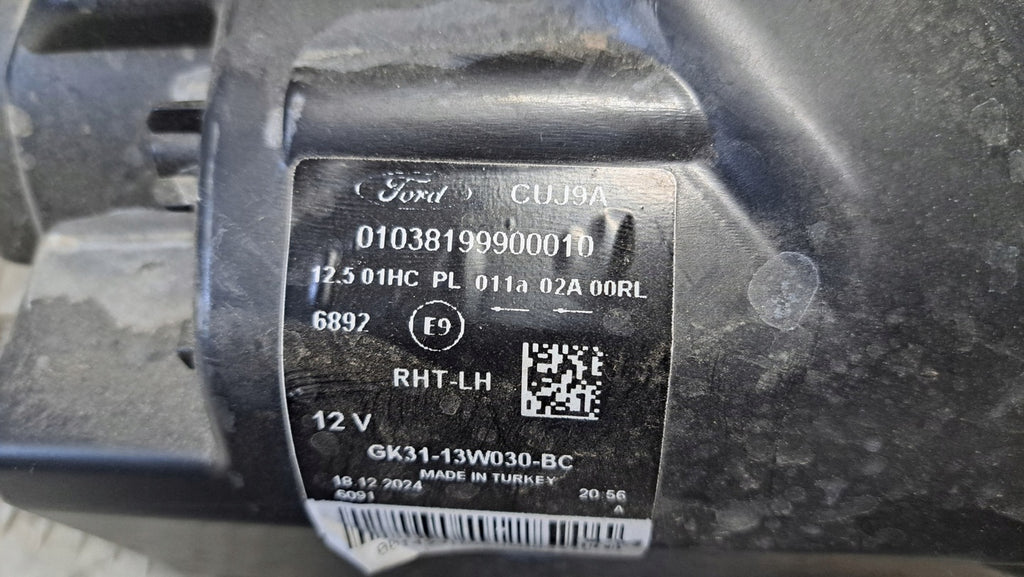 Ford CUJ9A
01038199900010
12.5 01HC PL 011a 02A 00RL
6892 E9
RHT-LH
12 V
GK31-13W030-BC
MADE IN TURKEY
18.12.2024 20:56
6091 A